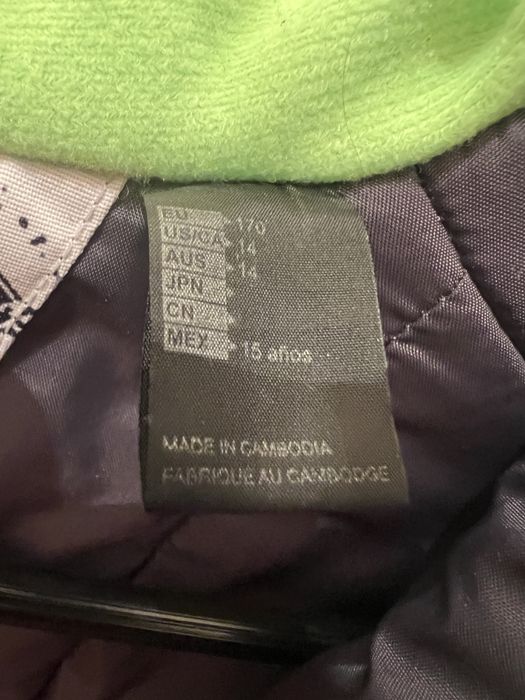 EU 170
US/CA 14
AUS 14
JPN
CN
MEX 15 años
MADE IN CAMBODIA
FABRIQUE AU CAMBODGE